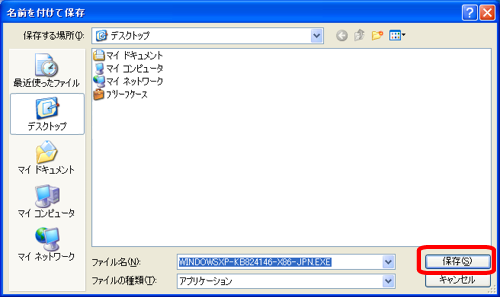 名前を付けて保存
保存する場所(I):
デスクトップ
最近使ったファイル
デスクトップ
マイ ドキュメント
マイ コンピュータ
マイ ネットワーク
マイ ドキュメント
マイ コンピュータ
マイ ネットワーク
ブリーフケース
ファイル名(N):
WINDOWSXP-KB824146-X86-JPN.EXE
保存(S)
ファイルの種類(T):
アプリケーション
キャンセル